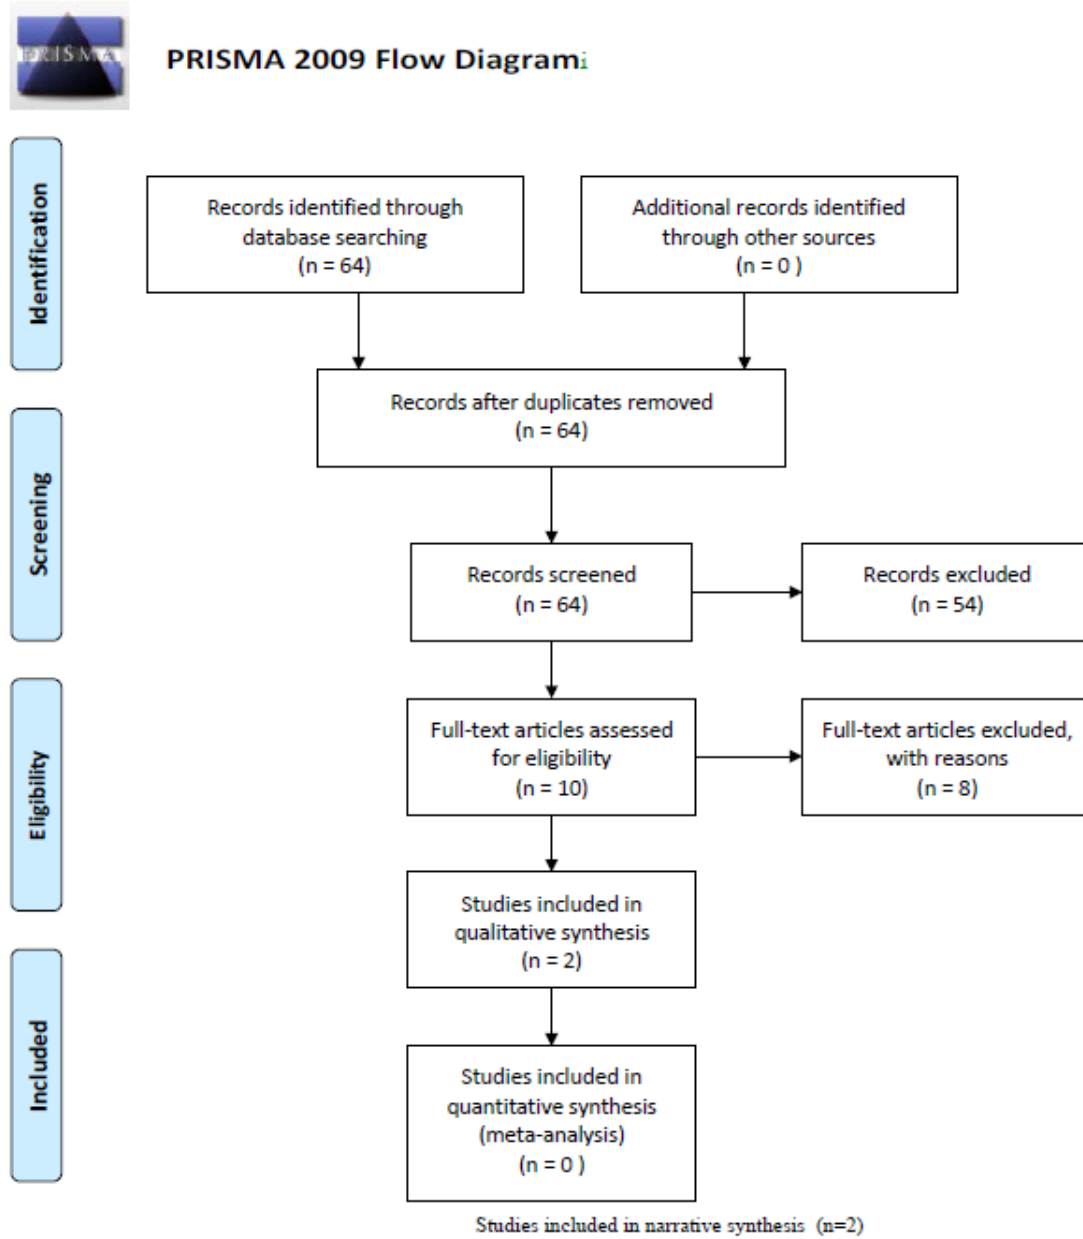 PRISMA
PRISMA 2009 Flow Diagrami
Identification
Records identified through
database searching
(n = 64)
Additional records identified
through other sources
(n = 0 )
Records after duplicates removed
(n = 64)
Screening
Records screened
(n = 64)
Records excluded
(n = 54)
Eligibility
Full-text articles assessed
for eligibility
(n = 10)
Full-text articles excluded,
with reasons
(n = 8)
Studies included in
qualitative synthesis
(n = 2)
Included
Studies included in
quantitative synthesis
(meta-analysis)
(n = 0 )
Studies included in narrative synthesis (n=2)